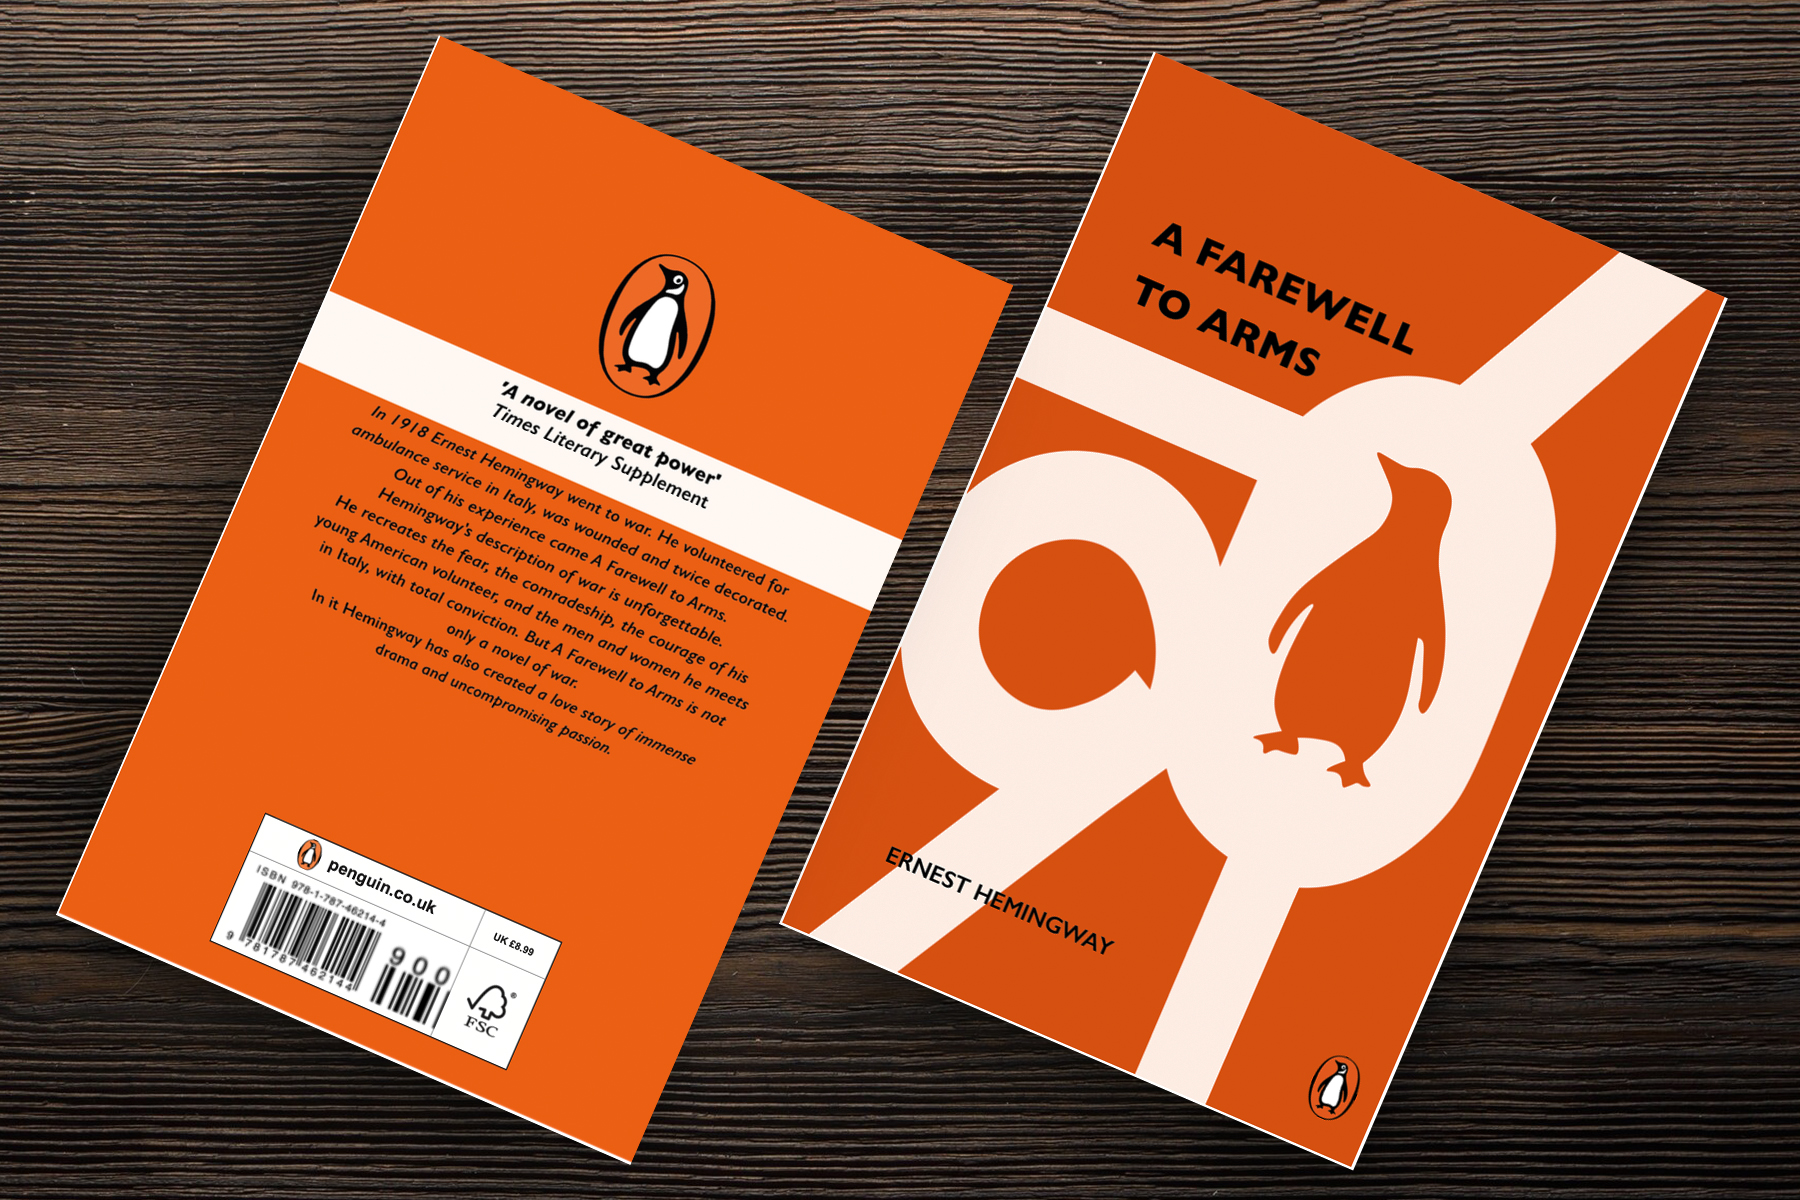 'A novel of great power'
Times Literary Supplement
In 1918 Ernest Hemingway went to war. He volunteered for
ambulance service in Italy, was wounded and twice decorated.
Out of his experience came A Farewell to Arms.
Hemingway's description of war is unforgettable.
He recreates the fear, the comradeship, the courage of his
young American volunteer, and the men and women he meets
in Italy, with total conviction. But A Farewell to Arms is not
only a novel of war.
In it Hemingway has also created a love story of immense
drama and uncompromising passion.
penguin.co.uk
ISBN 978-1-787-46214-4
UK £8.99
900
9 781787 462144
FSC®
A FAREWELL
TO ARMS
90
ERNEST HEMINGWAY